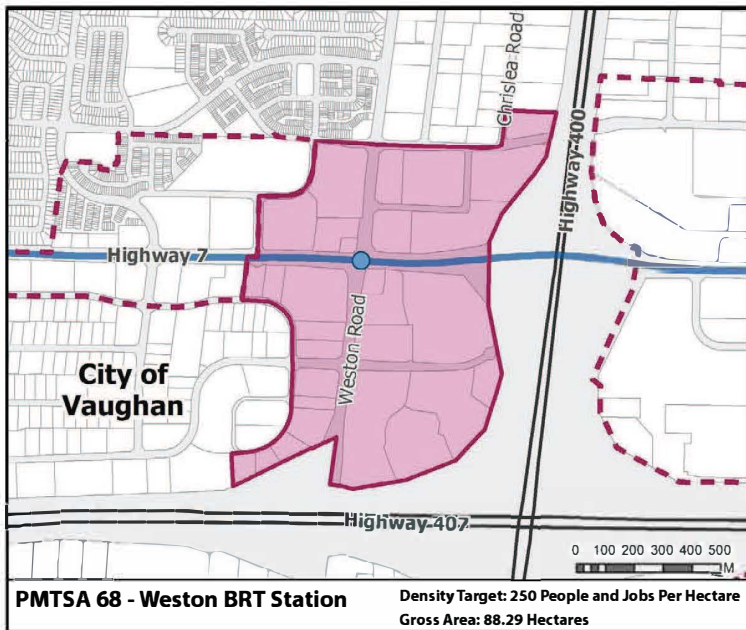 Chrislea Road
Highway-400
Highway 7
Weston Road
City of
Vaughan
Highway-407
0 100 200 300 400 500
M
PMTSA 68 - Weston BRT Station
Density Target: 250 People and Jobs Per Hectare
Gross Area: 88.29 Hectares